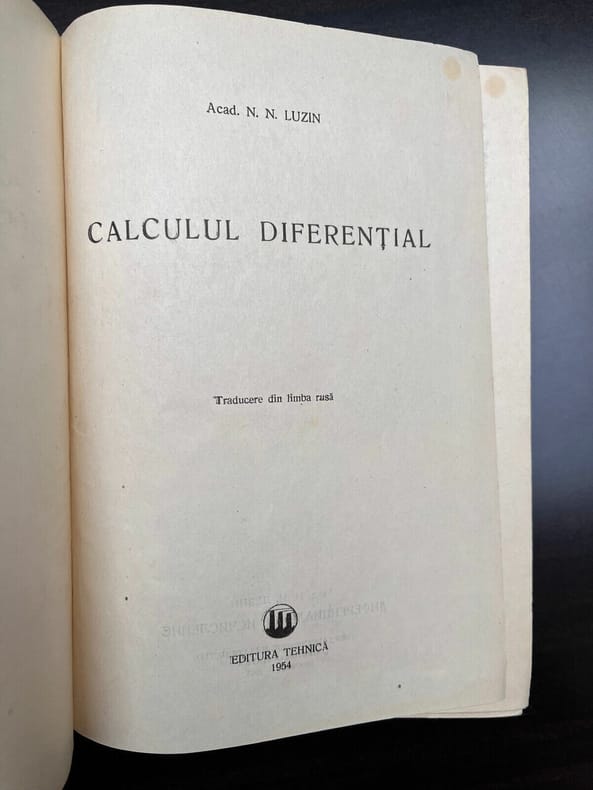 Acad. N. N. LUZIN
CALCULUL DIFERENȚIAL
Traducere din limba rusă
EDITURA TEHNICĂ
1954